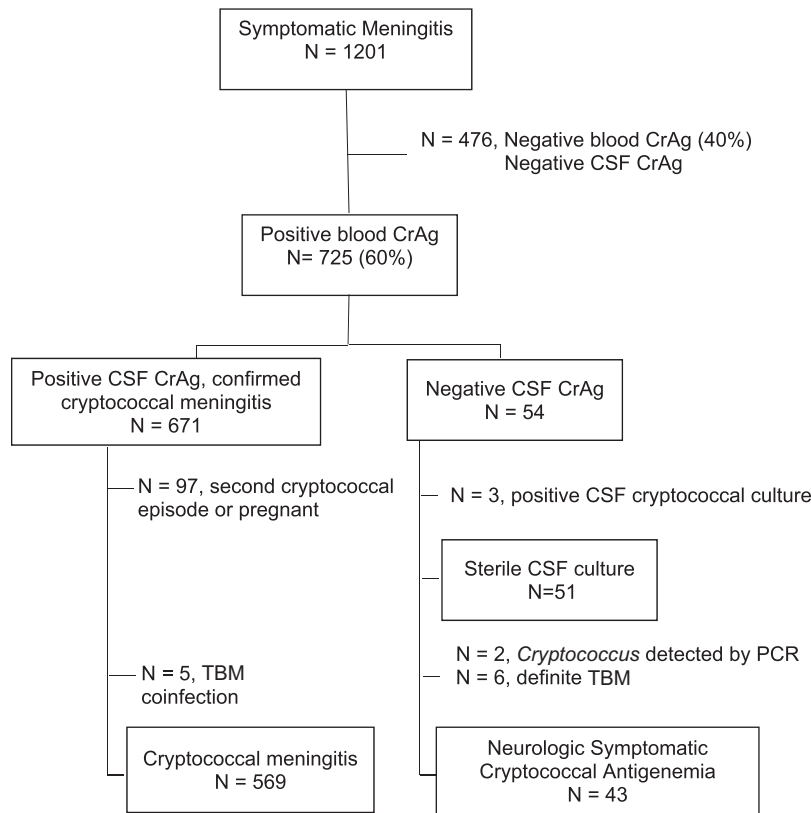 Symptomatic Meningitis
N = 1201
N = 476, Negative blood CrAg (40%)
Negative CSF CrAg
Positive blood CrAg
N= 725 (60%)
Positive CSF CrAg, confirmed
cryptococcal meningitis
N = 671
Negative CSF CrAg
N = 54
N = 97, second cryptococcal
episode or pregnant
N = 3, positive CSF cryptococcal culture
Sterile CSF culture
N=51
N = 5, TBM
coinfection
N = 2, Cryptococcus detected by PCR
N = 6, definite TBM
Cryptococcal meningitis
N = 569
Neurologic Symptomatic
Cryptococcal Antigenemia
N = 43